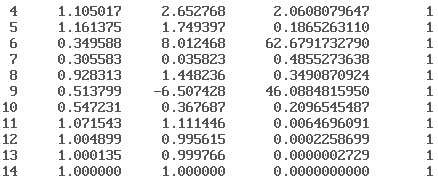 4 1.105017 2.652768 2.0608079647 1
5 1.161375 1.749397 0.1865263110 1
6 0.349588 8.012468 62.6791732790 1
7 0.305583 0.035823 0.4855273638 1
8 0.928313 1.448236 0.3490870924 1
9 0.513799 -6.507428 46.0884815950 1
10 0.547231 0.367687 0.2096545487 1
11 1.071543 1.111446 0.0064696091 1
12 1.004899 0.995615 0.0002258699 1
13 1.000135 0.999766 0.0000002729 1
14 1.000000 1.000000 0.0000000000 1